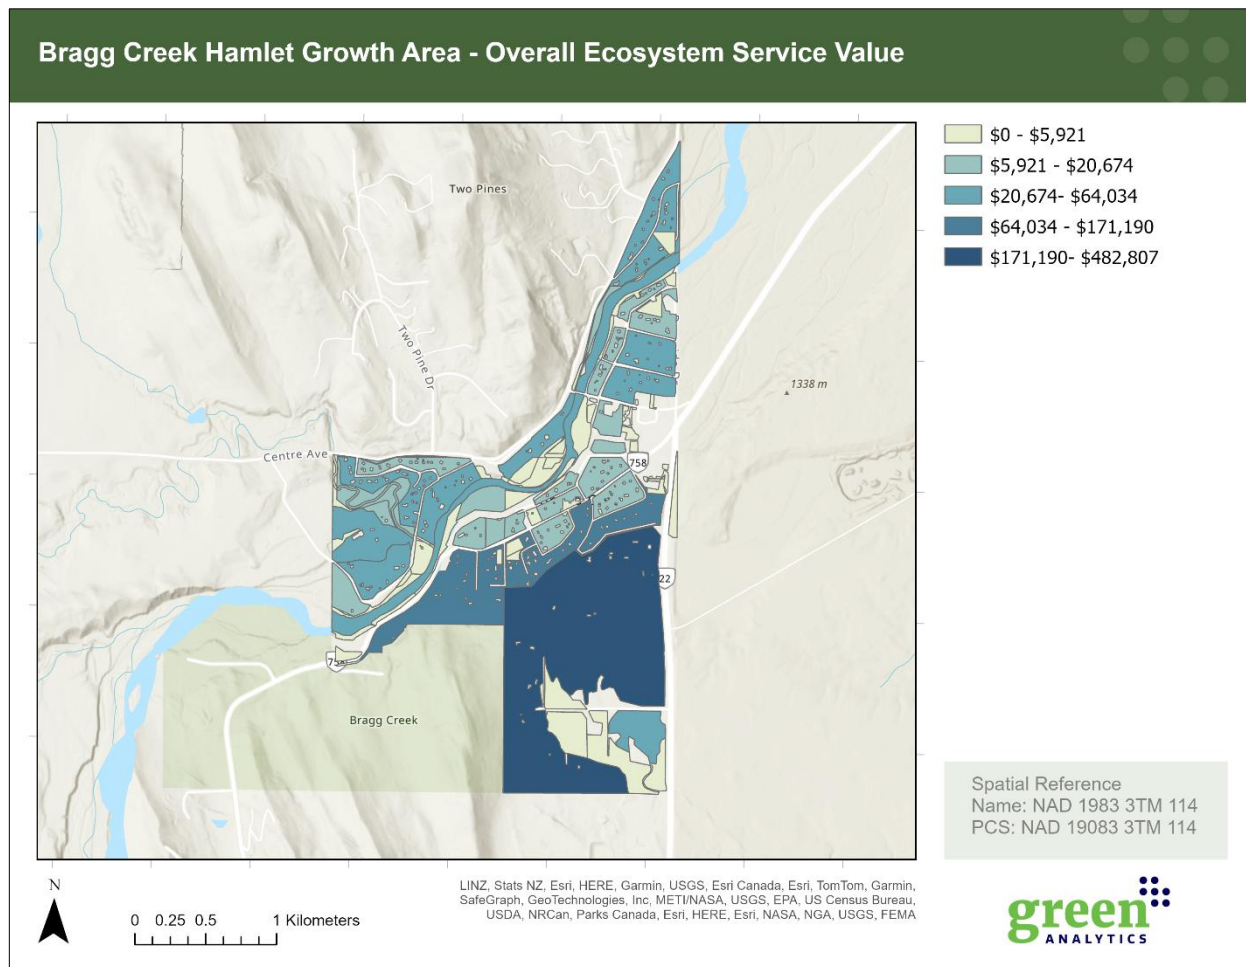 Bragg Creek Hamlet Growth Area - Overall Ecosystem Service Value
$0 - $5,921
$5,921 - $20,674
$20,674- $64,034
$64,034 - $171,190
$171,190- $482,807
Two Pines
Two Pine Dr
1338 m
Centre Ave
758
22
75
Bragg Creek
Spatial Reference
Name: NAD 1983 3TM 114
PCS: NAD 19083 3TM 114
N
0 0.25 0.5 1 Kilometers
LINZ, Stats NZ, Esri, HERE, Garmin, USGS, Esri Canada, Esri, TomTom, Garmin,
SafeGraph, GeoTechnologies, Inc, METI/NASA, USGS, EPA, US Census Bureau,
USDA, NRCan, Parks Canada, Esri, HERE, Esri, NASA, NGA, USGS, FEMA
green
ANALYTICS